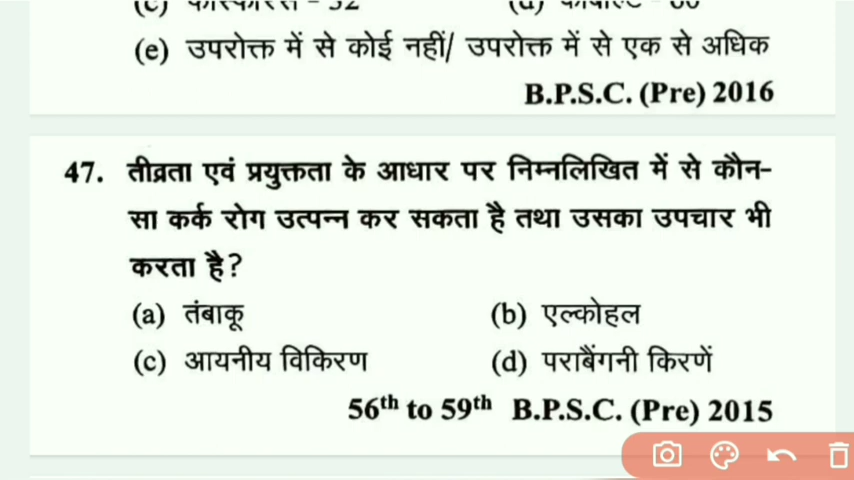 (e) उपरोक्त में से कोई नहीं/ उपरोक्त में से एक से अधिक
B.P.S.C. (Pre) 2016
47. तीव्रता एवं प्रयुक्तता के आधार पर निम्नलिखित में से कौन-
सा कर्क रोग उत्पन्न कर सकता है तथा उसका उपचार भी
करता है?
(a) तंबाकू (b) एल्कोहल
(c) आयनीय विकिरण (d) पराबैंगनी किरणें
56th to 59th B.P.S.C. (Pre) 2015